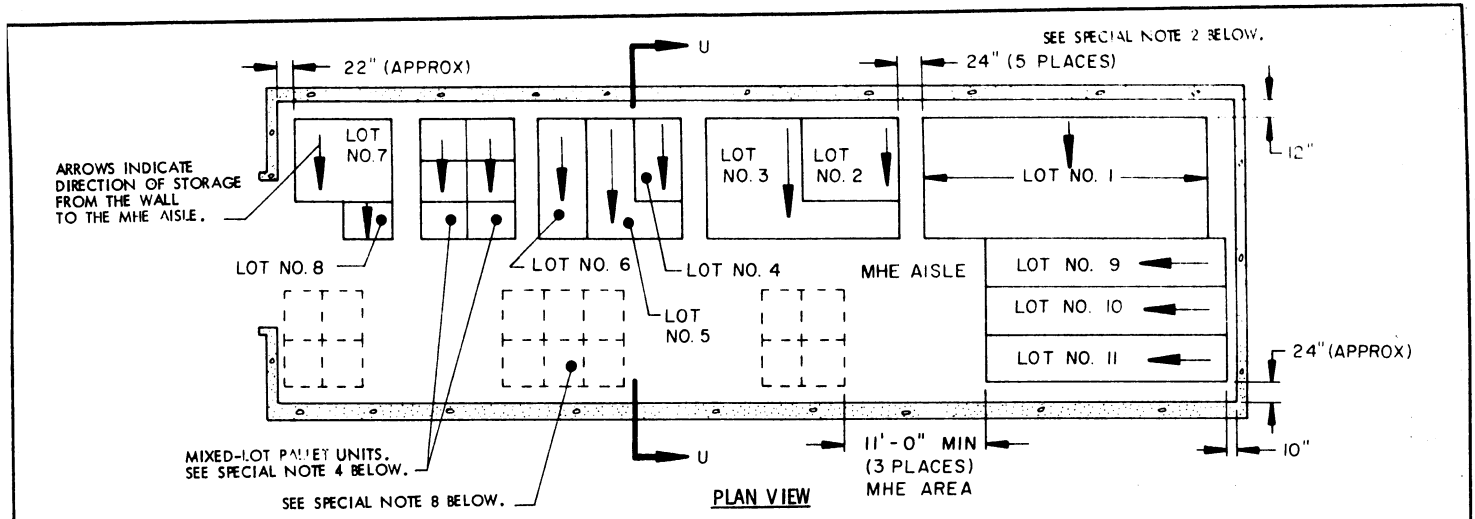 SEE SPECIAL NOTE 2 BELOW.
U
22" (APPROX)
24" (5 PLACES)
12"
ARROWS INDICATE
DIRECTION OF STORAGE
FROM THE WALL
TO THE MHE AISLE.
LOT
NO. 7
LOT
NO. 3
LOT
NO. 2
LOT NO. 1
LOT NO. 8
LOT NO. 6
LOT NO. 4
MHE AISLE
LOT NO. 9
LOT NO. 10
LOT NO. 11
LOT
NO. 5
24" (APPROX)
MIXED-LOT PALLET UNITS.
SEE SPECIAL NOTE 4 BELOW.
SEE SPECIAL NOTE 8 BELOW.
U
11'-0" MIN
(3 PLACES)
MHE AREA
10"
PLAN VIEW